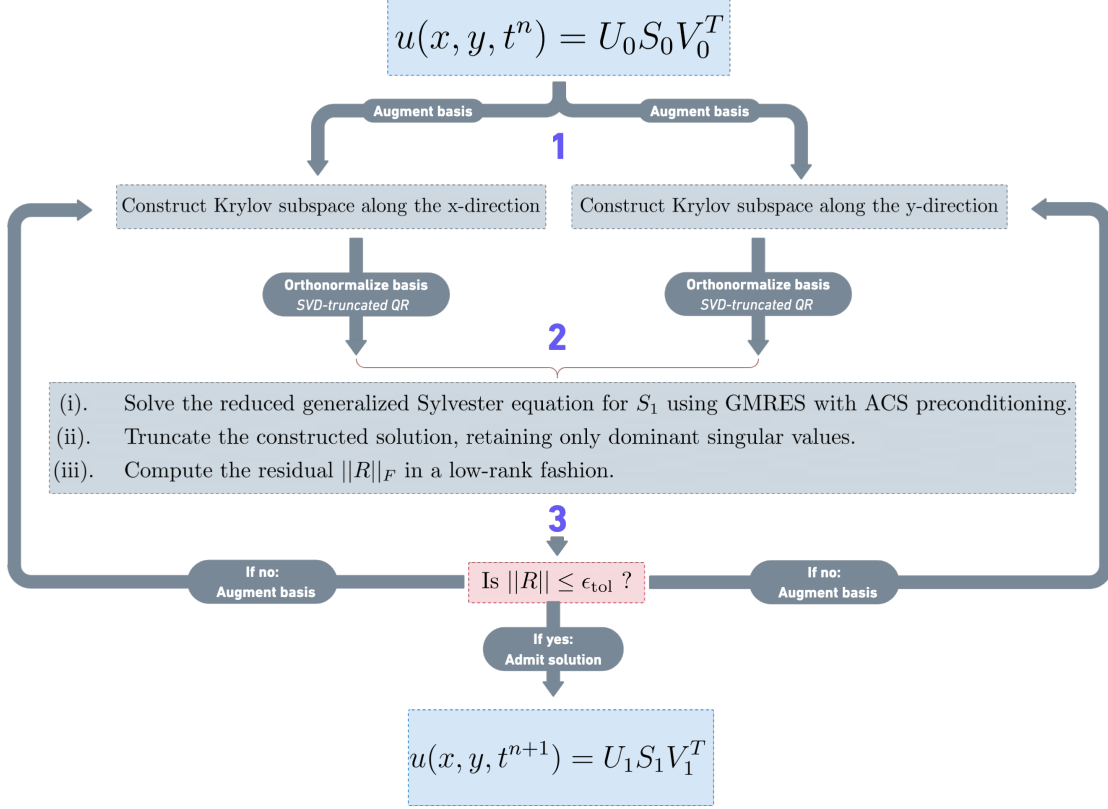 u(x, y, t^n) = U_0 S_0 V_0^T
Augment basis
Augment basis
1
Construct Krylov subspace along the x-direction
Construct Krylov subspace along the y-direction
Orthonormalize basis
SVD-truncated QR
Orthonormalize basis
SVD-truncated QR
2
(i). Solve the reduced generalized Sylvester equation for S_1 using GMRES with ACS preconditioning.
(ii). Truncate the constructed solution, retaining only dominant singular values.
(iii). Compute the residual ||R||_F in a low-rank fashion.
3
If no:
Augment basis
Is ||R|| ≤ ϵ_tol ?
If no:
Augment basis
If yes:
Admit solution
u(x, y, t^{n+1}) = U_1 S_1 V_1^T